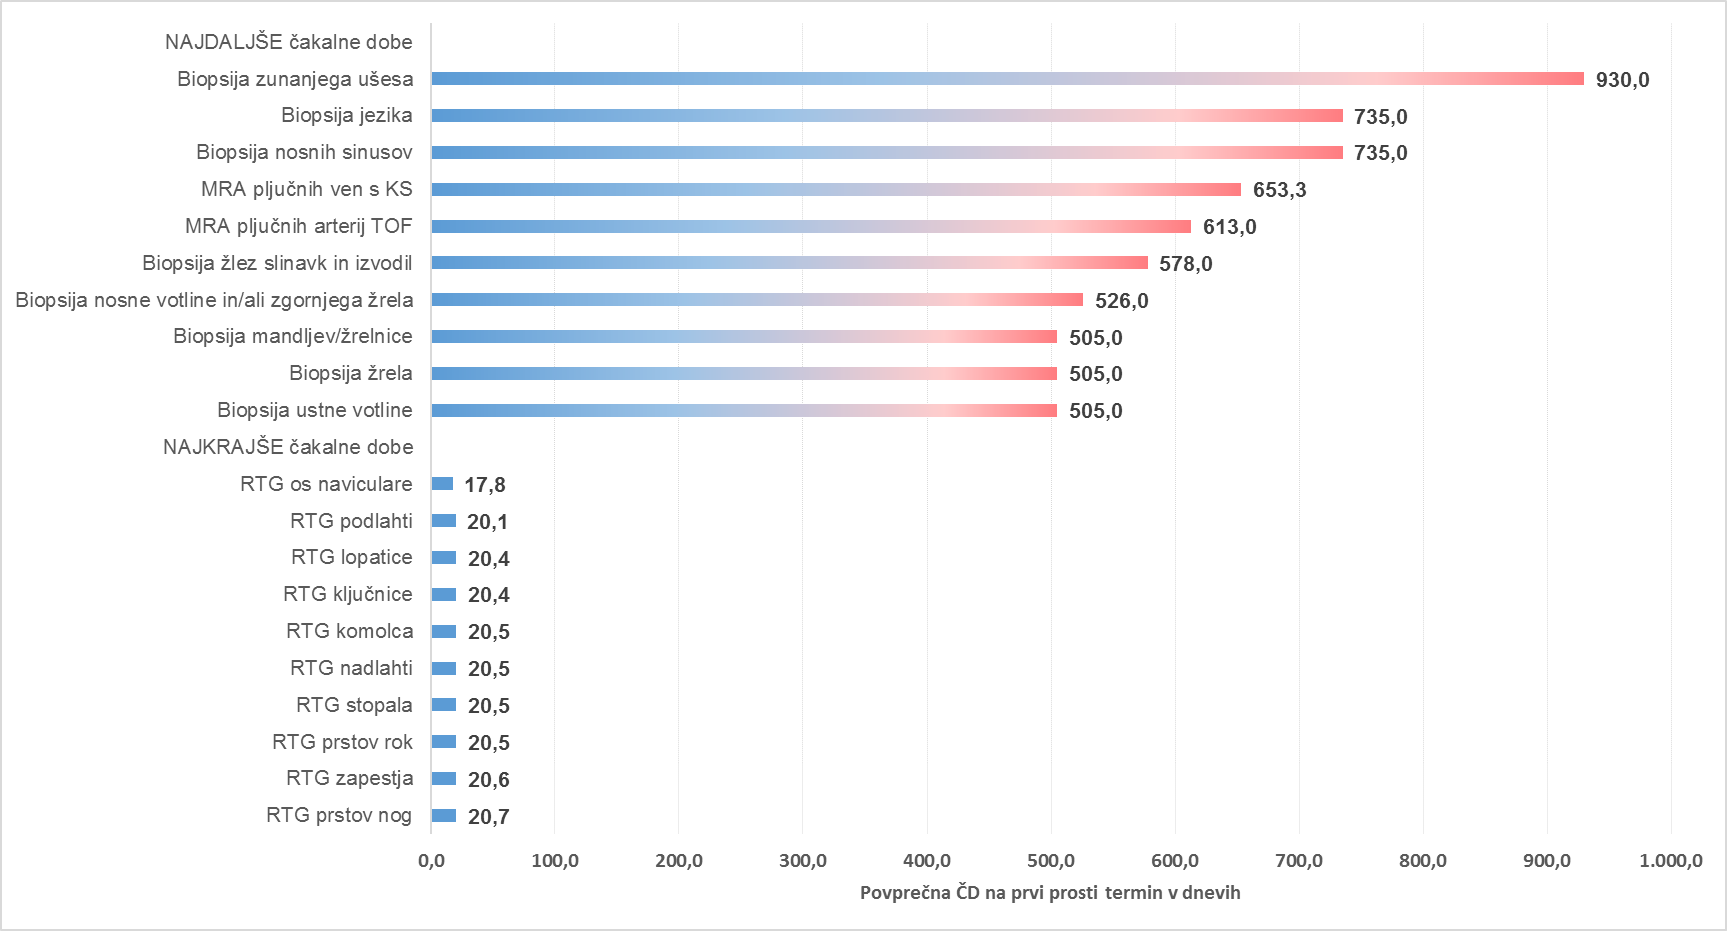 NAJDALJŠE čakalne dobe
Biopsija zunanjega ušesa 930,0
Biopsija jezika 735,0
Biopsija nosnih sinusov 735,0
MRA pljučnih ven s KS 653,3
MRA pljučnih arterij TOF 613,0
Biopsija žlez slinavk in izvodil 578,0
Biopsija nosne votline in/ali zgornjega žrela 526,0
Biopsija mandljev/žrelnice 505,0
Biopsija žrela 505,0
Biopsija ustne votline 505,0
NAJKRAJŠE čakalne dobe
RTG os naviculare 17,8
RTG podlahti 20,1
RTG lopatice 20,4
RTG ključnice 20,4
RTG komolca 20,5
RTG nadlahti 20,5
RTG stopala 20,5
RTG prstov rok 20,5
RTG zapestja 20,6
RTG prstov nog 20,7
0,0 100,0 200,0 300,0 400,0 500,0 600,0 700,0 800,0 900,0 1.000,0
Povprečna ČD na prvi prosti termin v dnevih